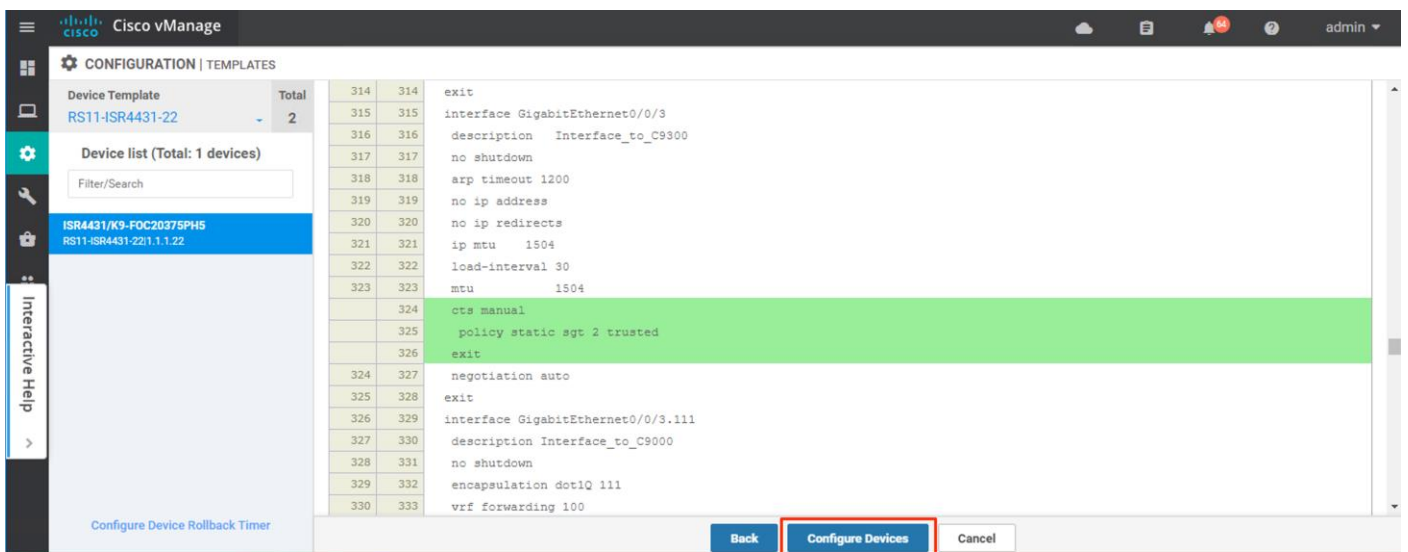 cisco Cisco vManage
64
admin
CONFIGURATION | TEMPLATES
Device Template Total
RS11-ISR4431-22 2
Device list (Total: 1 devices)
Filter/Search
ISR4431/K9-FOC20375PH5
RS11-ISR4431-22|1.1.1.22
Interactive Help
Configure Device Rollback Timer
314 314 exit
315 315 interface GigabitEthernet0/0/3
316 316 description Interface_to_C9300
317 317 no shutdown
318 318 arp timeout 1200
319 319 no ip address
320 320 no ip redirects
321 321 ip mtu 1504
322 322 load-interval 30
323 323 mtu 1504
324 cts manual
325 policy static sgt 2 trusted
326 exit
324 327 negotiation auto
325 328 exit
326 329 interface GigabitEthernet0/0/3.111
327 330 description Interface_to_C9000
328 331 no shutdown
329 332 encapsulation dot1Q 111
330 333 vrf forwarding 100
Back Configure Devices Cancel